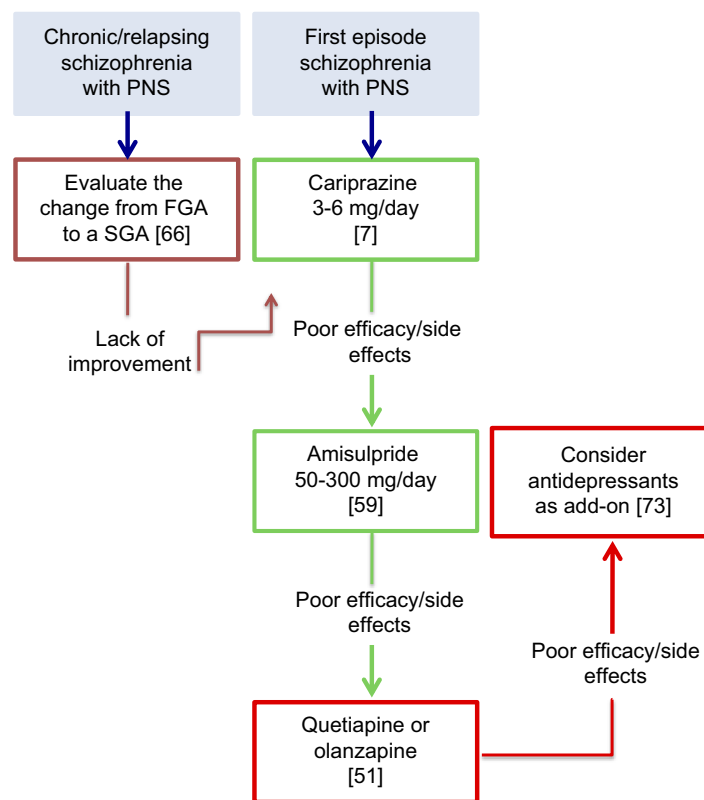 Chronic/relapsing
schizophrenia
with PNS
First episode
schizophrenia
with PNS
Evaluate the
change from FGA
to a SGA [66]
Cariprazine
3-6 mg/day
[7]
Lack of
improvement
Poor efficacy/side
effects
Amisulpride
50-300 mg/day
[59]
Consider
antidepressants
as add-on [73]
Poor efficacy/side
effects
Poor efficacy/side
effects
Quetiapine or
olanzapine
[51]